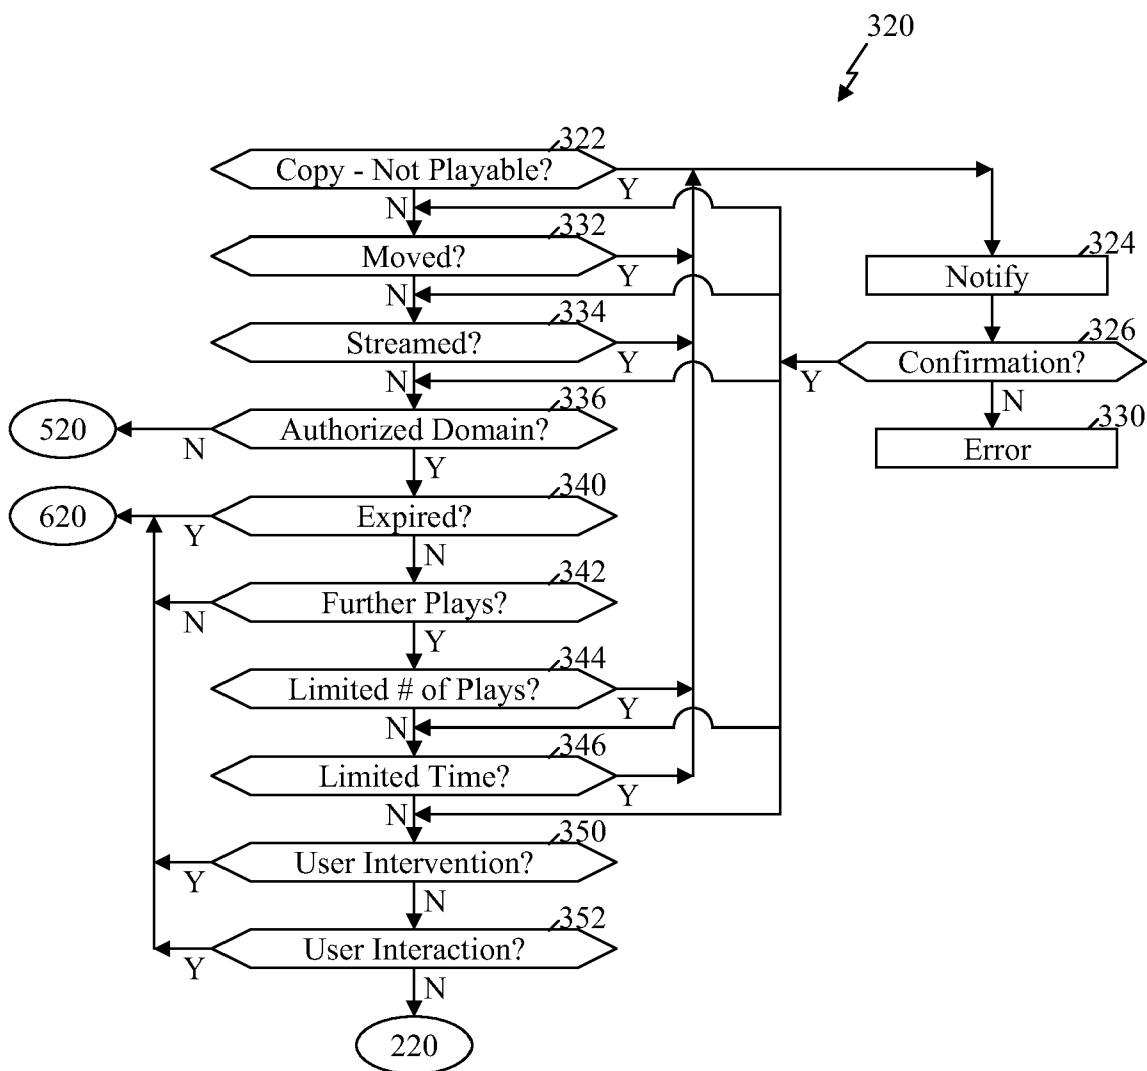 320
322
Copy - Not Playable?
Y
N
332
Moved?
Y
N
324
Notify
334
Streamed?
Y
N
326
Confirmation?
Y
N
336
Authorized Domain?
N
520
Y
330
Error
340
Expired?
Y
620
N
342
Further Plays?
N
Y
344
Limited # of Plays?
Y
N
346
Limited Time?
Y
N
350
User Intervention?
Y
N
352
User Interaction?
Y
N
220